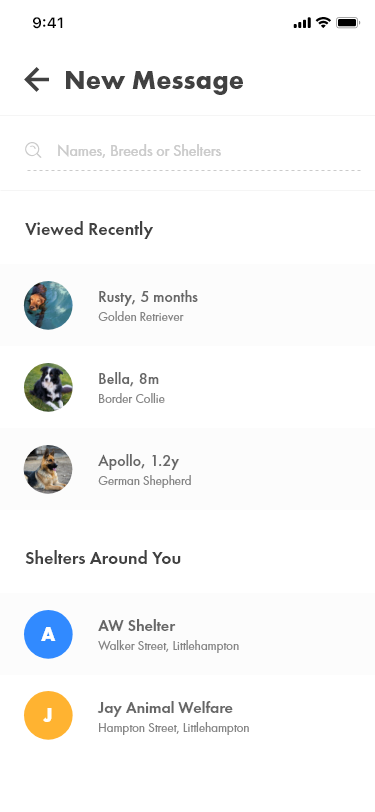 9:41
New Message
Names, Breeds or Shelters
Viewed Recently
Rusty, 5 months
Golden Retriever
Bella, 8m
Border Collie
Apollo, 1.2y
German Shepherd
Shelters Around You
A
AW Shelter
Walker Street, Littlehampton
J
Jay Animal Welfare
Hampton Street, Littlehampton